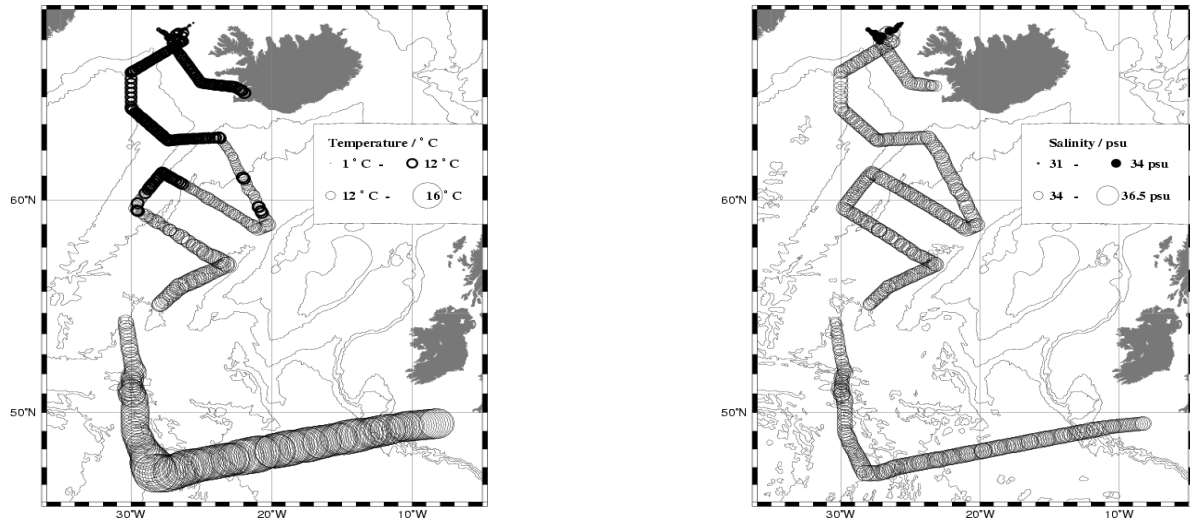 Temperature / ° C
1° C - 12° C
12° C - 16° C
60°N
50°N
30°W 20°W 10°W
Salinity / psu
31 - 34 psu
34 - 36.5 psu
60°N
50°N
30°W 20°W 10°W